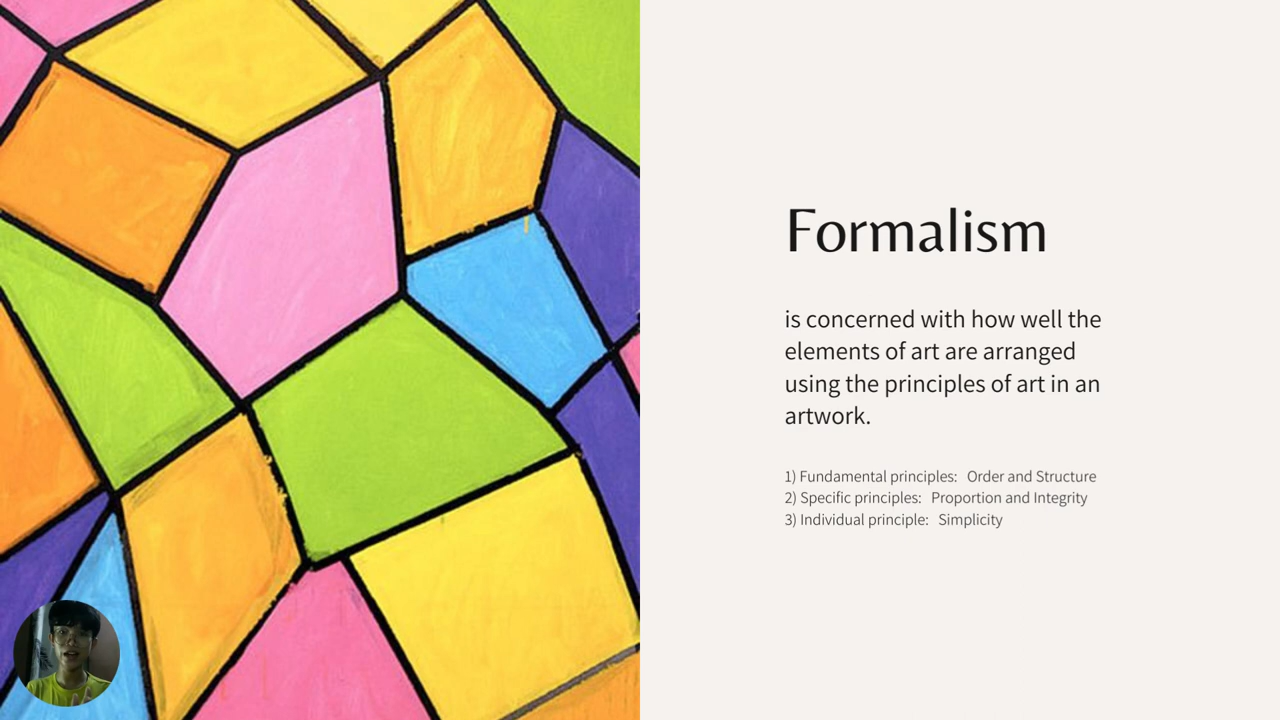 Formalism
is concerned with how well the
elements of art are arranged
using the principles of art in an
artwork.
1) Fundamental principles: Order and Structure
2) Specific principles: Proportion and Integrity
3) Individual principle: Simplicity